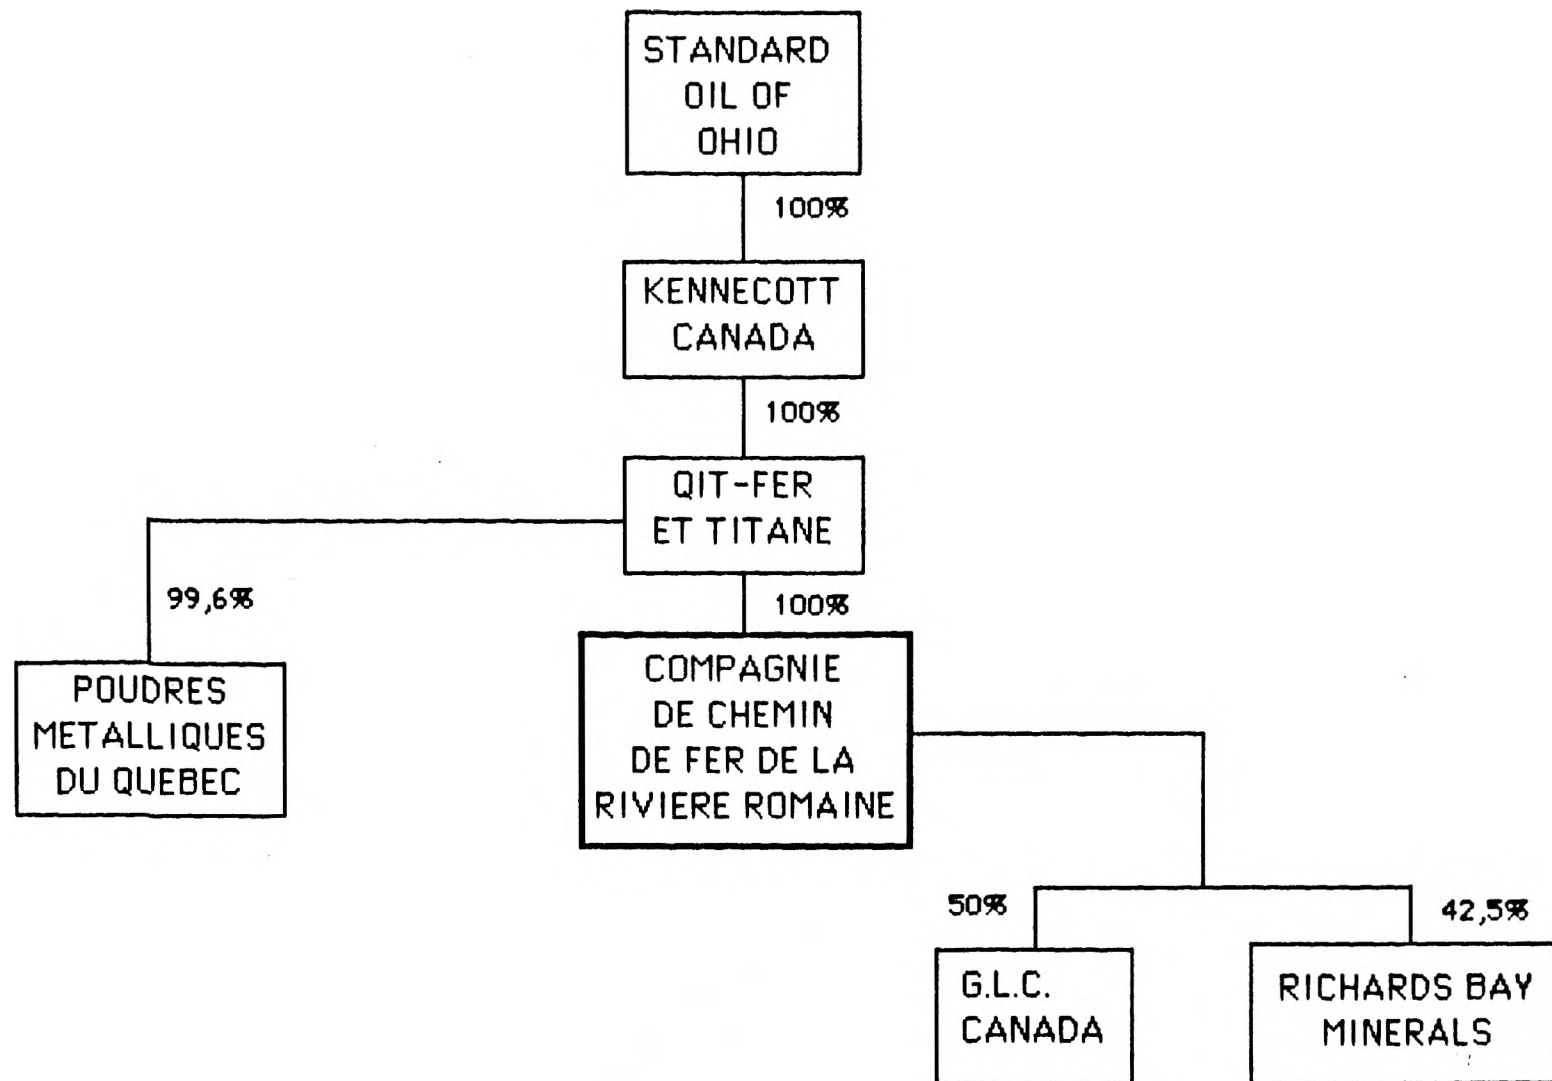 STANDARD
OIL OF
OHIO
100%
KENNECOTT
CANADA
100%
QIT-FER
ET TITANE
99,6%
100%
POUDRES
METALLIQUES
DU QUEBEC
COMPAGNIE
DE CHEMIN
DE FER DE LA
RIVIERE ROMAINE
50%
42,5%
G.L.C.
CANADA
RICHARDS BAY
MINERALS